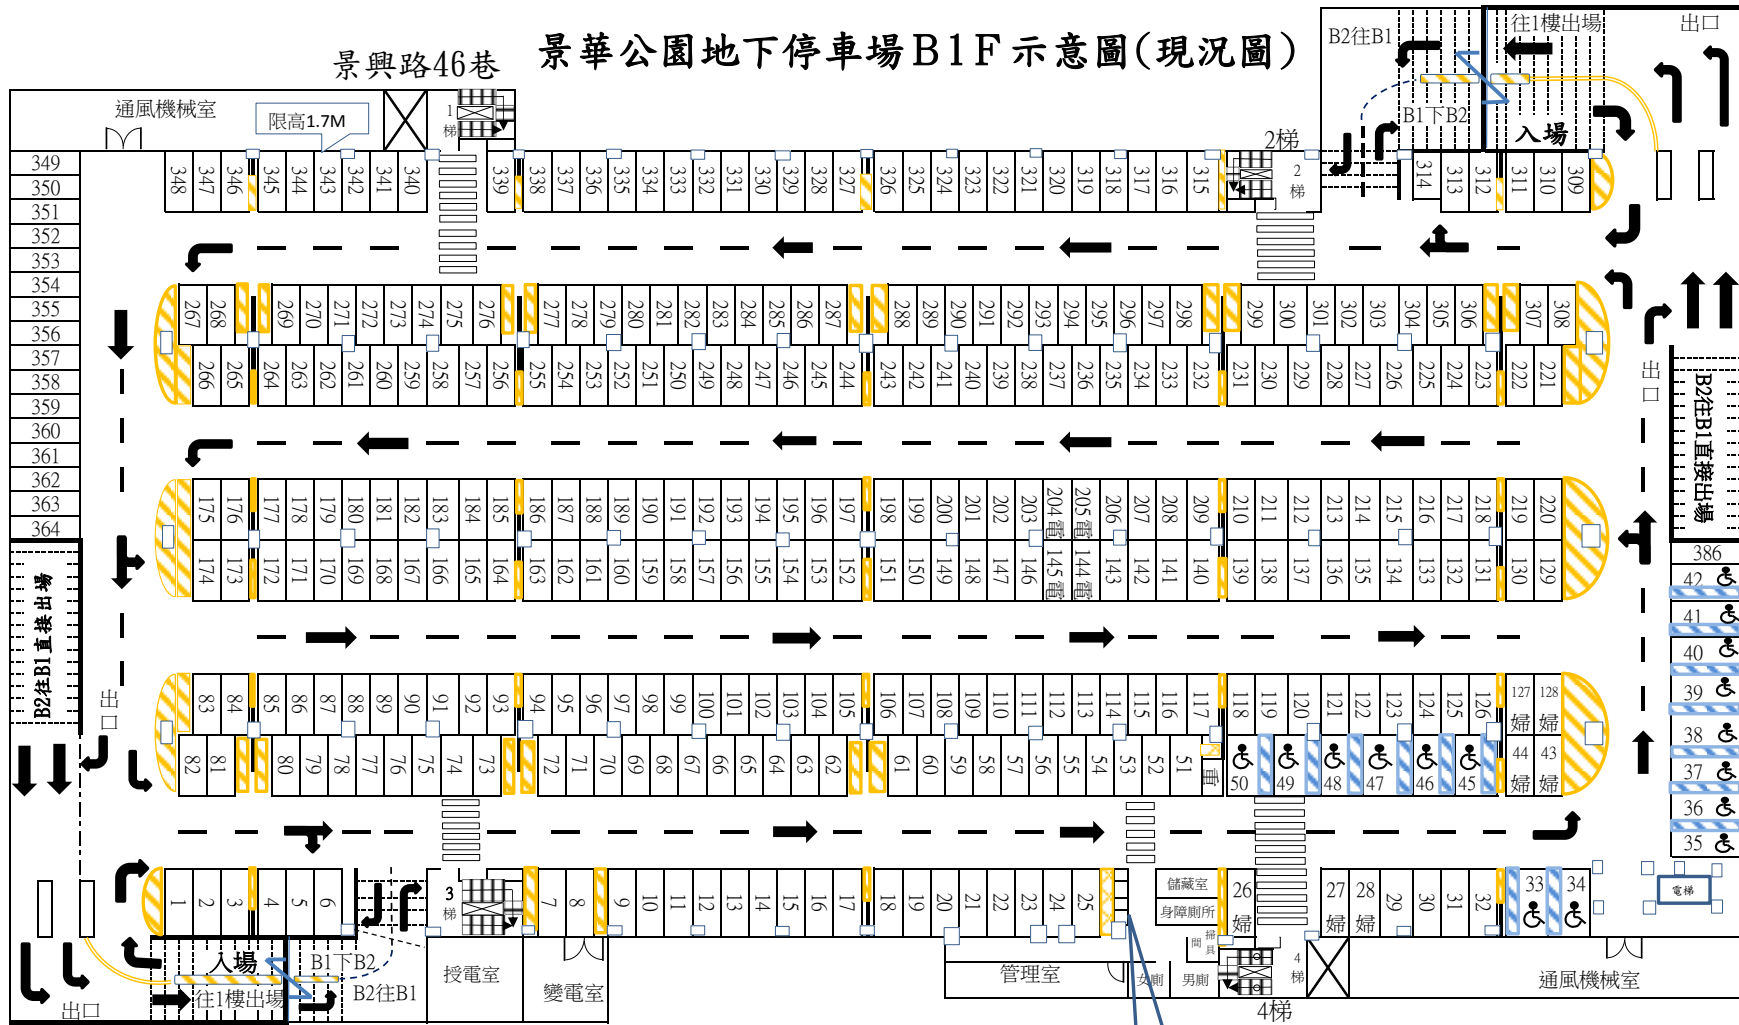 景華公園地下停車場B1F示意圖(現況圖)
景興路46巷
B2往B1
往1樓出場
出口
通風機械室
限高1.7M
1
梯
B1下B2
入場
2梯
2
梯
349
350
351
352
353
354
355
356
357
358
359
360
361
362
363
364
348 347 346 345 344 343 342 341 340 339 338 337 336 335 334 333 332 331 330 329 328 327 326 325 324 323 322 321 320 319 318 317 316 315 314 313 312 311 310 309
267 268 269 270 271 272 273 274 275 276 277 278 279 280 281 282 283 284 285 286 287 288 289 290 291 292 293 294 295 296 297 298 299 300 301 302 303 304 305 306 307 308
266 265 264 263 262 261 260 259 258 257 256 255 254 253 252 251 250 249 248 247 246 245 244 243 242 241 240 239 238 237 236 235 234 233 232 231 230 229 228 227 226 225 224 223 222 221
出口
B2往B1直接出場
175 176 177 178 179 180 181 182 183 184 185 186 187 188 189 190 191 192 193 194 195 196 197 198 199 200 201 202 203 204電 205電 206 207 208 209 210 211 212 213 214 215 216 217 218 219 220
174 173 172 171 170 169 168 167 166 165 164 163 162 161 160 159 158 157 156 155 154 153 152 151 150 149 148 147 146 145電 144電 143 142 141 140 139 138 137 136 135 134 133 132 131 130 129
386
42
41
40
39
38
37
36
35
B2往B1直接出場
出口
83 84 85 86 87 88 89 90 91 92 93 94 95 96 97 98 99 100 101 102 103 104 105 106 107 108 109 110 111 112 113 114 115 116 117 118 119 120 121 122 123 124 125 126 127婦 128婦
82 81 80 79 78 77 76 75 74 73 72 71 70 69 68 67 66 65 64 63 62 61 60 59 58 57 56 55 54 53 52 51 重 50 49 48 47 46 45 44婦 43婦
1 2 3 4 5 6
3
梯
7 8 9 10 11 12 13 14 15 16 17 18 19 20 21 22 23 24 25
儲藏室
身障廁所
掃具間
26婦 27婦 28婦 29 30 31 32 33 34
電梯
入場
B1下B2
往1樓出場
B2往B1
出口
授電室
變電室
管理室
女廁
男廁
4
梯
4梯
通風機械室